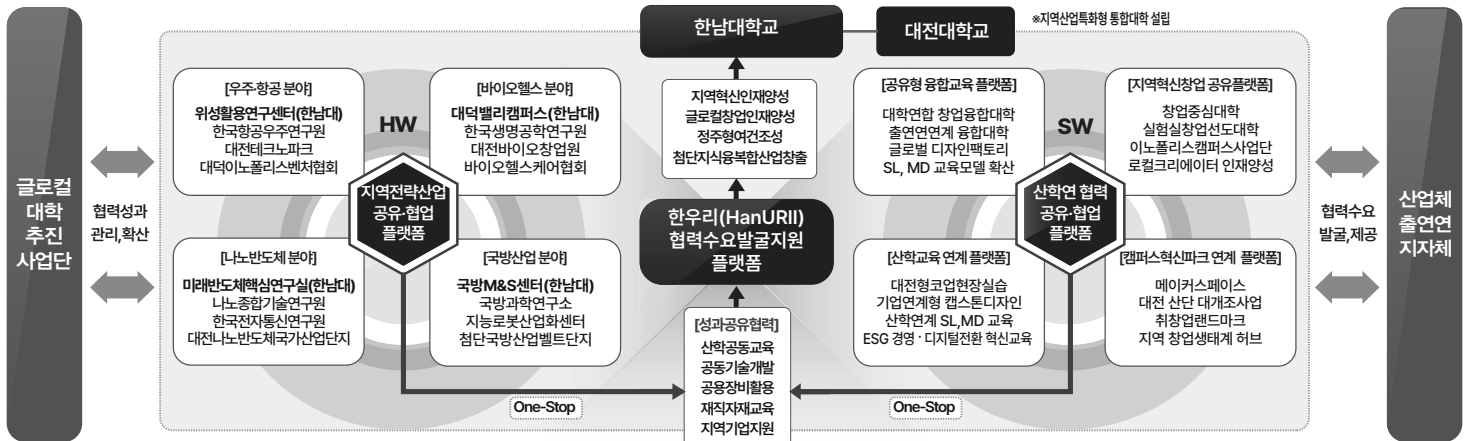 한남대학교
대전대학교
※지역산업특화형 통합대학 설립
글로컬
대학
추진
사업단
협력성과
관리,확산
HW
[우주·항공 분야]
위성활용연구센터(한남대)
한국항공우주연구원
대전테크노파크
대덕이노폴리스벤처협회
[바이오헬스 분야]
대덕밸리캠퍼스(한남대)
한국생명공학연구원
대전바이오창업원
바이오헬스케어협회
지역전략산업
공유·협업
플랫폼
[나노반도체 분야]
미래반도체핵심연구실(한남대)
나노종합기술연구원
한국전자통신연구원
대전나노반도체국가산업단지
[국방산업 분야]
국방M&S센터(한남대)
국방과학연구소
지능로봇산업화센터
첨단국방산업벨트단지
One-Stop
지역혁신인재양성
글로컬창업인재양성
정주형여건조성
첨단지식융복합산업창출
한우리(HanURII)
협력수요발굴지원
플랫폼
[성과공유협력]
산학공동교육
공동기술개발
공용장비활용
재직자재교육
지역기업지원
SW
[공유형 융합교육 플랫폼]
대학연합 창업융합대학
출연연연계 융합대학
글로벌 디자인팩토리
SL, MD 교육모델 확산
[지역혁신창업 공유플랫폼]
창업중심대학
실험실창업선도대학
이노폴리스캠퍼스사업단
로컬크리에이터 인재양성
산학연 협력
공유·협업
플랫폼
[산학교육 연계 플랫폼]
대전형코업현장실습
기업연계형 캡스톤디자인
산학연계 SL,MD 교육
ESG 경영·디지털전환 혁신교육
[캠퍼스혁신파크 연계 플랫폼]
메이커스페이스
대전 산단 대개조사업
취창업랜드마크
지역 창업생태계 허브
One-Stop
협력수요
발굴,제공
산업체
출연연
지자체